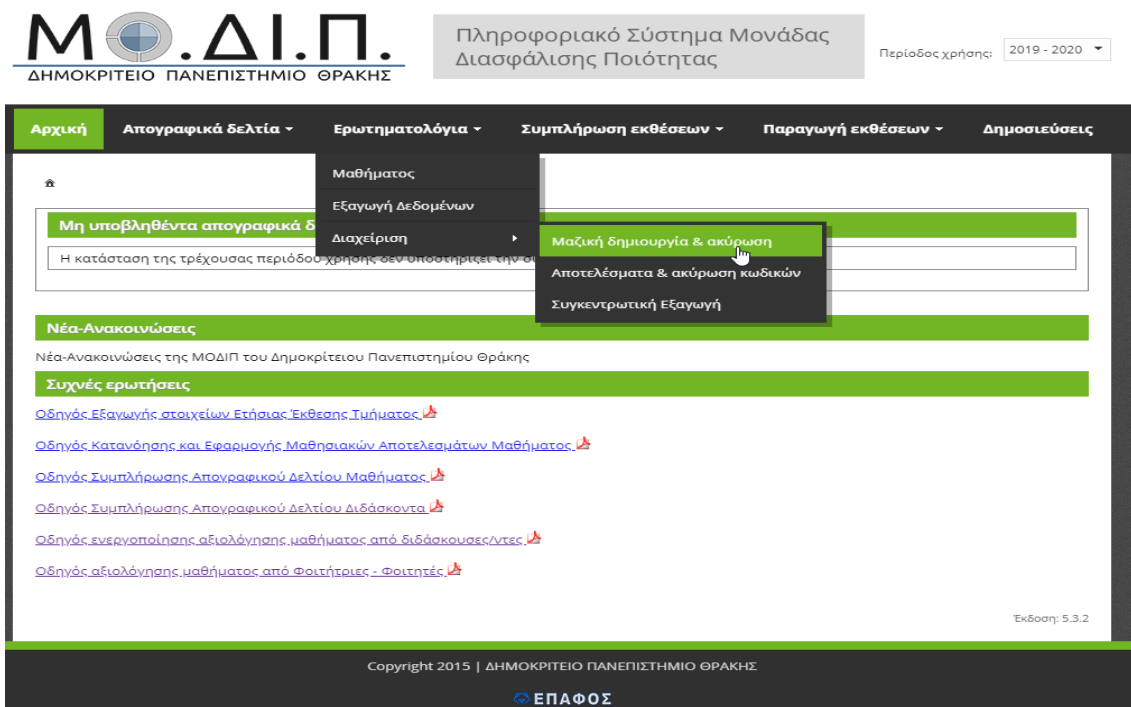 ΜΟ.ΔΙ.Π.
ΔΗΜΟΚΡΙΤΕΙΟ ΠΑΝΕΠΙΣΤΗΜΙΟ ΘΡΑΚΗΣ
Πληροφοριακό Σύστημα Μονάδας
Διασφάλισης Ποιότητας
Περίοδος χρήσης: 2019 - 2020
Αρχική Απογραφικά δελτία Ερωτηματολόγια Συμπλήρωση εκθέσεων Παραγωγή εκθέσεων Δημοσιεύσεις
Μαθήματος
Εξαγωγή Δεδομένων
Διαχείριση
Μαζική δημιουργία & ακύρωση
Αποτελέσματα & ακύρωση κωδικών
Συγκεντρωτική Εξαγωγή
Μη υποβληθέντα απογραφικά δ
Η κατάσταση της τρέχουσας περιόδου χρήσης δεν υποστηρίζει την
Νέα-Ανακοινώσεις
Νέα-Ανακοινώσεις της ΜΟΔΙΠ του Δημοκρίτειου Πανεπιστημίου Θράκης
Συχνές ερωτήσεις
Οδηγός Εξαγωγής στοιχείων Ετήσιας Έκθεσης Τμήματος
Οδηγός Κατανόησης και Εφαρμογής Μαθησιακών Αποτελεσμάτων Μαθήματος
Οδηγός Συμπλήρωσης Απογραφικού Δελτίου Μαθήματος
Οδηγός Συμπλήρωσης Απογραφικού Δελτίου Διδάσκοντα
Οδηγός ενεργοποίησης αξιολόγησης μαθήματος από διδάσκουσες/ντες
Οδηγός αξιολόγησης μαθήματος από Φοιτήτριες - Φοιτητές
Έκδοση: 5.3.2
Copyright 2015 | ΔΗΜΟΚΡΙΤΕΙΟ ΠΑΝΕΠΙΣΤΗΜΙΟ ΘΡΑΚΗΣ
ΕΠΑΦΟΣ